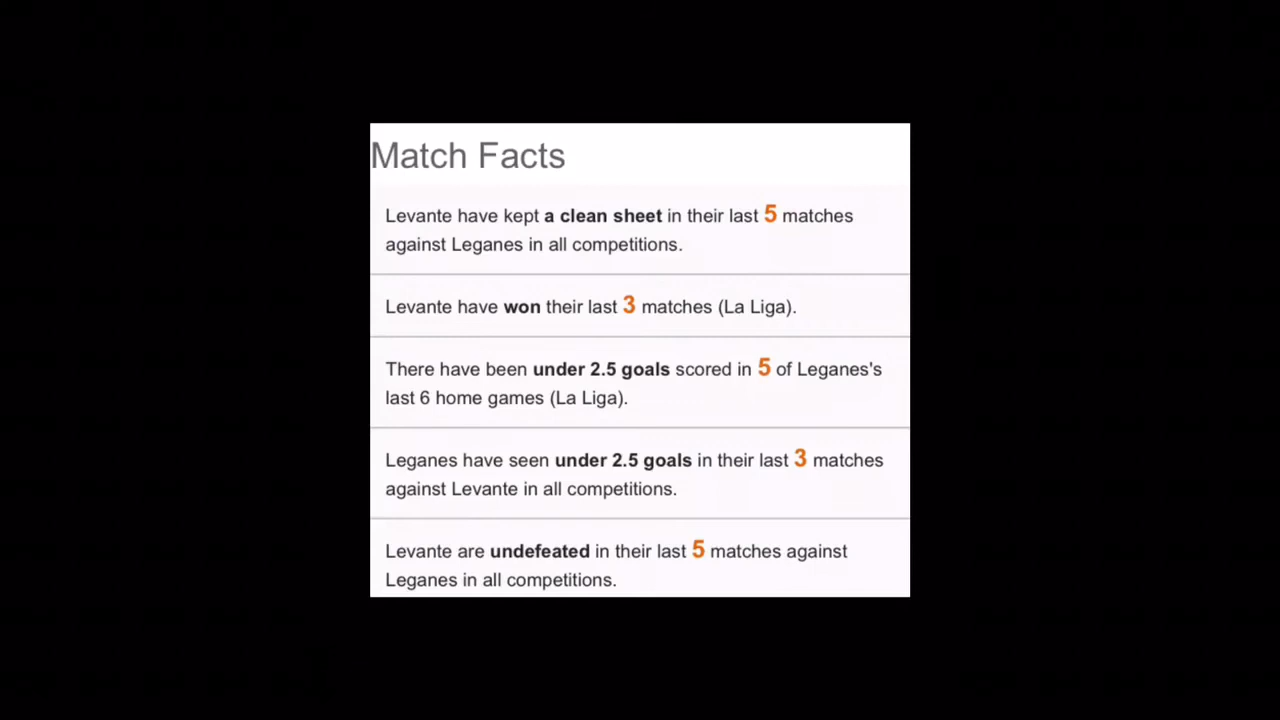 Match Facts
Levante have kept a clean sheet in their last 5 matches
against Leganes in all competitions.
Levante have won their last 3 matches (La Liga).
There have been under 2.5 goals scored in 5 of Leganes's
last 6 home games (La Liga).
Leganes have seen under 2.5 goals in their last 3 matches
against Levante in all competitions.
Levante are undefeated in their last 5 matches against
Leganes in all competitions.